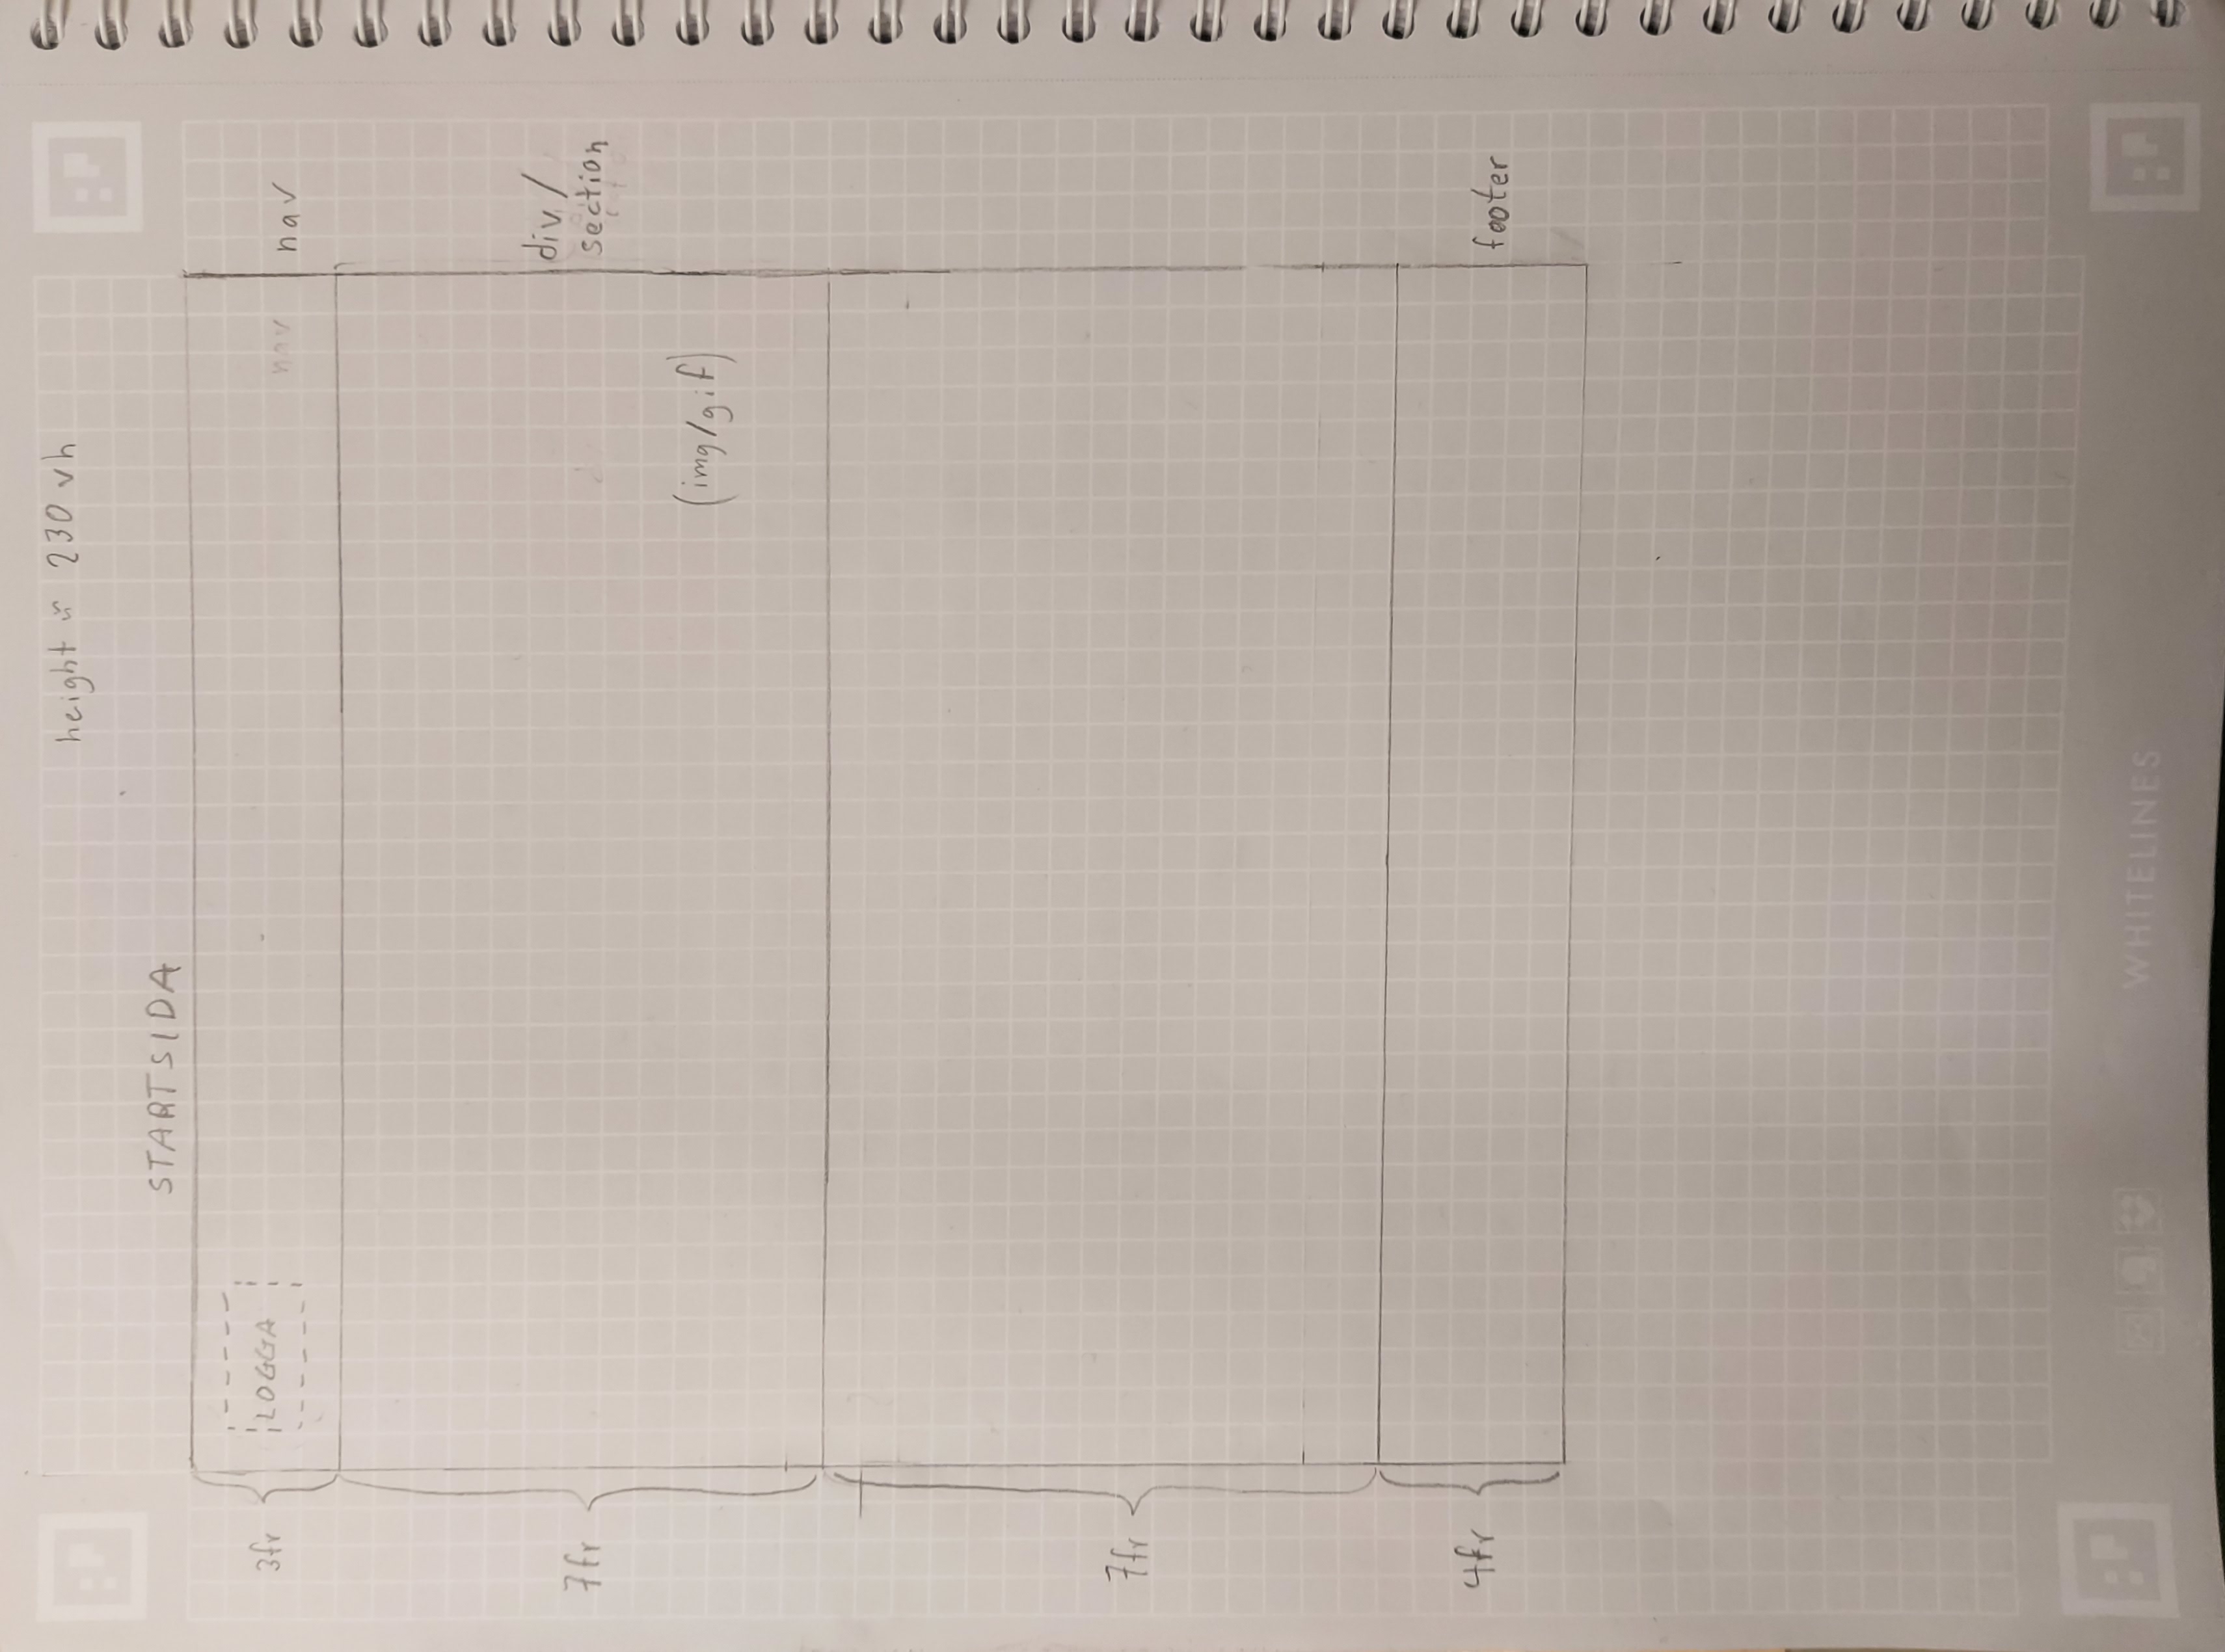 height ≈ 230 vh
STARTSIDA
3fr
LOGGA
nav
nav
7fr
div/
section
(img/gif)
7fr
4fr
footer
WHITELINES